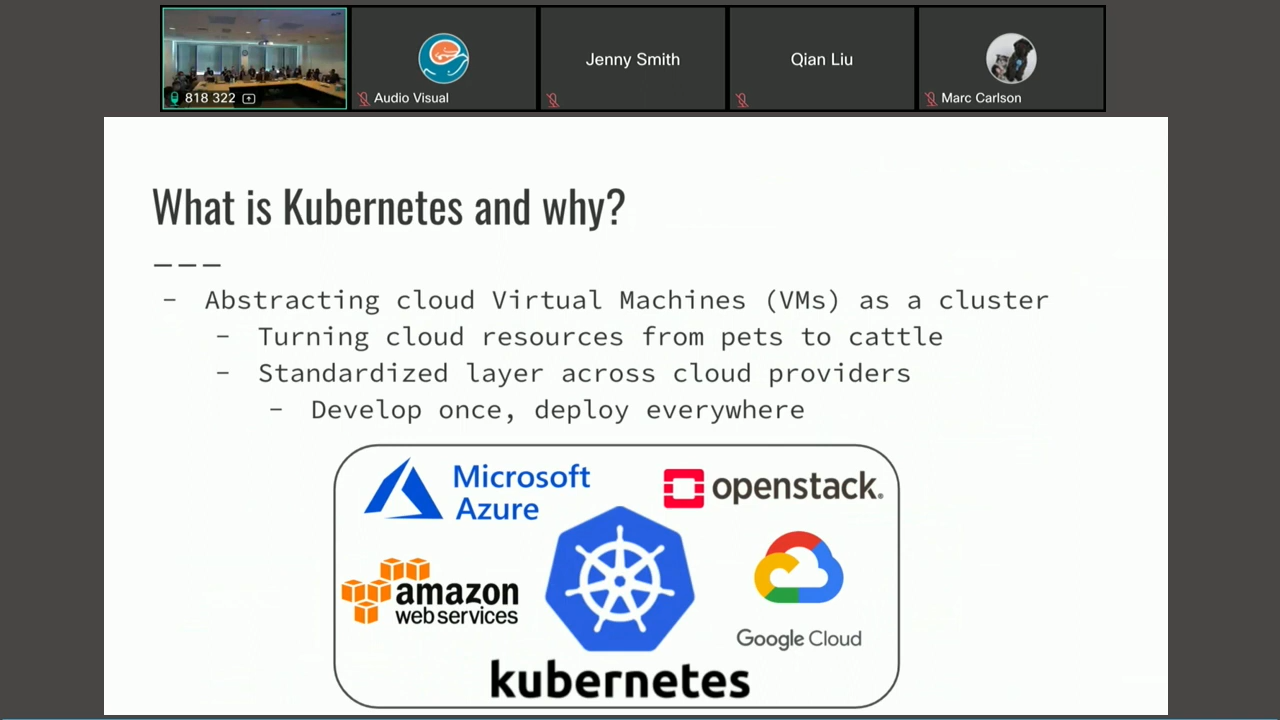 818 322
Audio Visual
Jenny Smith
Qian Liu
Marc Carlson
What is Kubernetes and why?
- Abstracting cloud Virtual Machines (VMs) as a cluster
- Turning cloud resources from pets to cattle
- Standardized layer across cloud providers
- Develop once, deploy everywhere
Microsoft
Azure
openstack.
amazon
webservices
Google Cloud
kubernetes